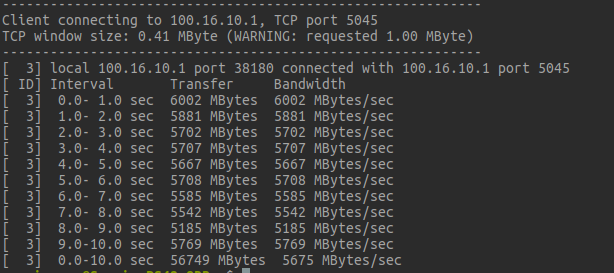 ------------------------------------------------------------
Client connecting to 100.16.10.1, TCP port 5045
TCP window size: 0.41 MByte (WARNING: requested 1.00 MByte)
------------------------------------------------------------
[  3] local 100.16.10.1 port 38180 connected with 100.16.10.1 port 5045
[ ID] Interval       Transfer     Bandwidth
[  3]  0.0- 1.0 sec  6002 MBytes  6002 MBytes/sec
[  3]  1.0- 2.0 sec  5881 MBytes  5881 MBytes/sec
[  3]  2.0- 3.0 sec  5702 MBytes  5702 MBytes/sec
[  3]  3.0- 4.0 sec  5707 MBytes  5707 MBytes/sec
[  3]  4.0- 5.0 sec  5667 MBytes  5667 MBytes/sec
[  3]  5.0- 6.0 sec  5708 MBytes  5708 MBytes/sec
[  3]  6.0- 7.0 sec  5585 MBytes  5585 MBytes/sec
[  3]  7.0- 8.0 sec  5542 MBytes  5542 MBytes/sec
[  3]  8.0- 9.0 sec  5185 MBytes  5185 MBytes/sec
[  3]  9.0-10.0 sec  5769 MBytes  5769 MBytes/sec
[  3]  0.0-10.0 sec  56749 MBytes  5675 MBytes/sec